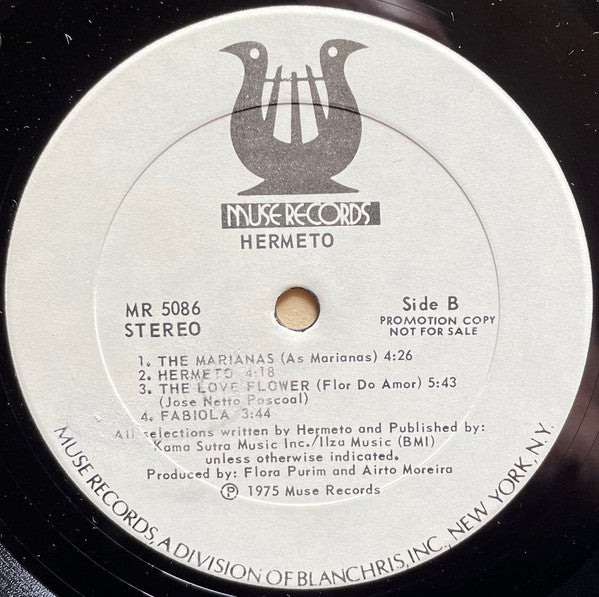 MUSE RECORDS
HERMETO
MR 5086
STEREO
Side B
PROMOTION COPY
NOT FOR SALE
1. THE MARIANAS (As Marianas) 4:26
2. HERMETO 4:18
3. THE LOVE FLOWER (Flor Do Amor) 5:43
(Jose Netto Pascoal)
4. FABIOLA 3:44
All selections written by Hermeto and Published by:
Kama Sutra Music Inc./Ilza Music (BMI)
unless otherwise indicated.
Produced by: Flora Purim and Airto Moreira
℗ 1975 Muse Records
MUSE RECORDS, A DIVISION OF BLANCHRIS, INC., NEW YORK, N.Y.